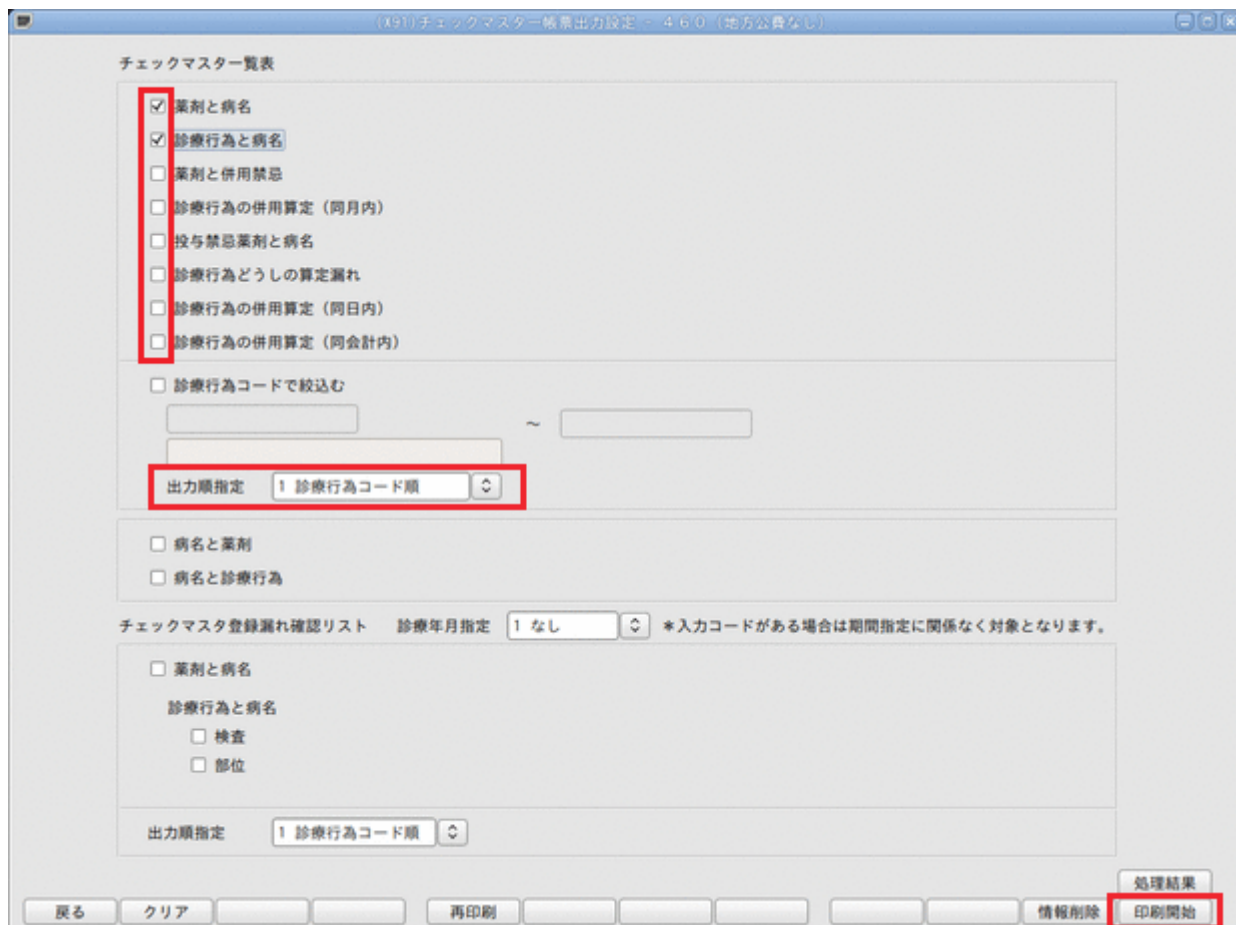 (X91)チェックマスター帳票出力設定 - 460 (地方公費なし)
チェックマスター覧表
薬剤と病名
診療行為と病名
薬剤と併用禁忌
診療行為の併用算定（同月内）
投与禁忌薬剤と病名
診療行為どうしの算定漏れ
診療行為の併用算定（同日内）
診療行為の併用算定（同会計内）
診療行為コードで絞込む
～
出力順指定 1 診療行為コード順
病名と薬剤
病名と診療行為
チェックマスタ登録漏れ確認リスト 診療年月指定 1 なし ＊入力コードがある場合は期間指定に関係なく対象となります。
薬剤と病名
診療行為と病名
検査
部位
出力順指定 1 診療行為コード順
処理結果
戻る クリア 再印刷 情報削除 印刷開始